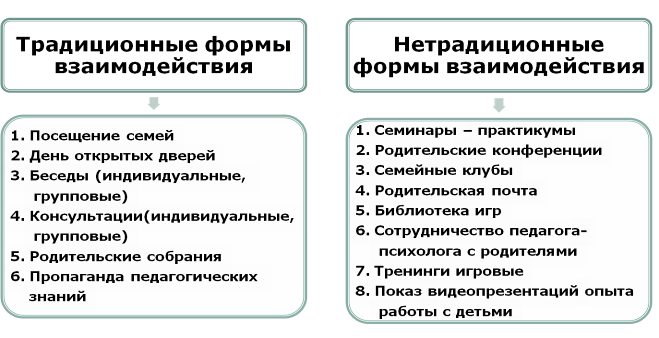 Традиционные формы
взаимодействия
1. Посещение семей
2. День открытых дверей
3. Беседы (индивидуальные,
групповые)
4. Консультации(индивидуальные,
групповые)
5. Родительские собрания
6. Пропаганда педагогических
знаний
Нетрадиционные
формы взаимодействия
1. Семинары – практикумы
2. Родительские конференции
3. Семейные клубы
4. Родительская почта
5. Библиотека игр
6. Сотрудничество педагога-
психолога с родителями
7. Тренинги игровые
8. Показ видеопрезентаций опыта
работы с детьми